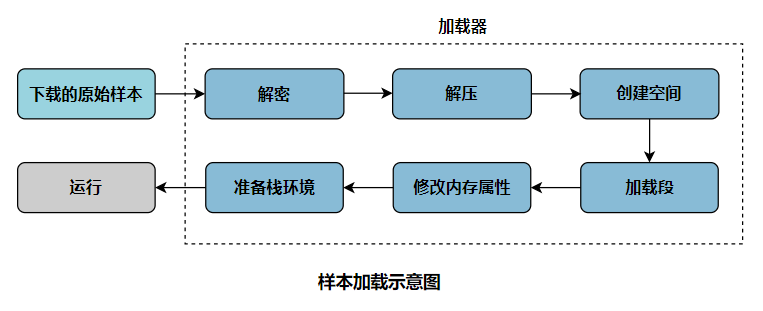 加载器
下载的原始样本
解密
解压
创建空间
运行
准备栈环境
修改内存属性
加载段
样本加载示意图